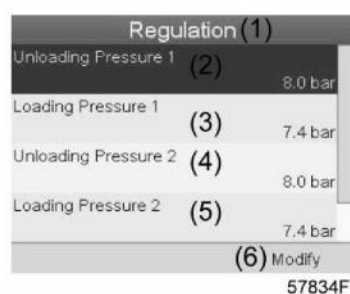 Regulation (1)
Unloading Pressure 1 (2)
8.0 bar
Loading Pressure 1 (3)
7.4 bar
Unloading Pressure 2 (4)
8.0 bar
Loading Pressure 2 (5)
7.4 bar
(6) Modify
57834F